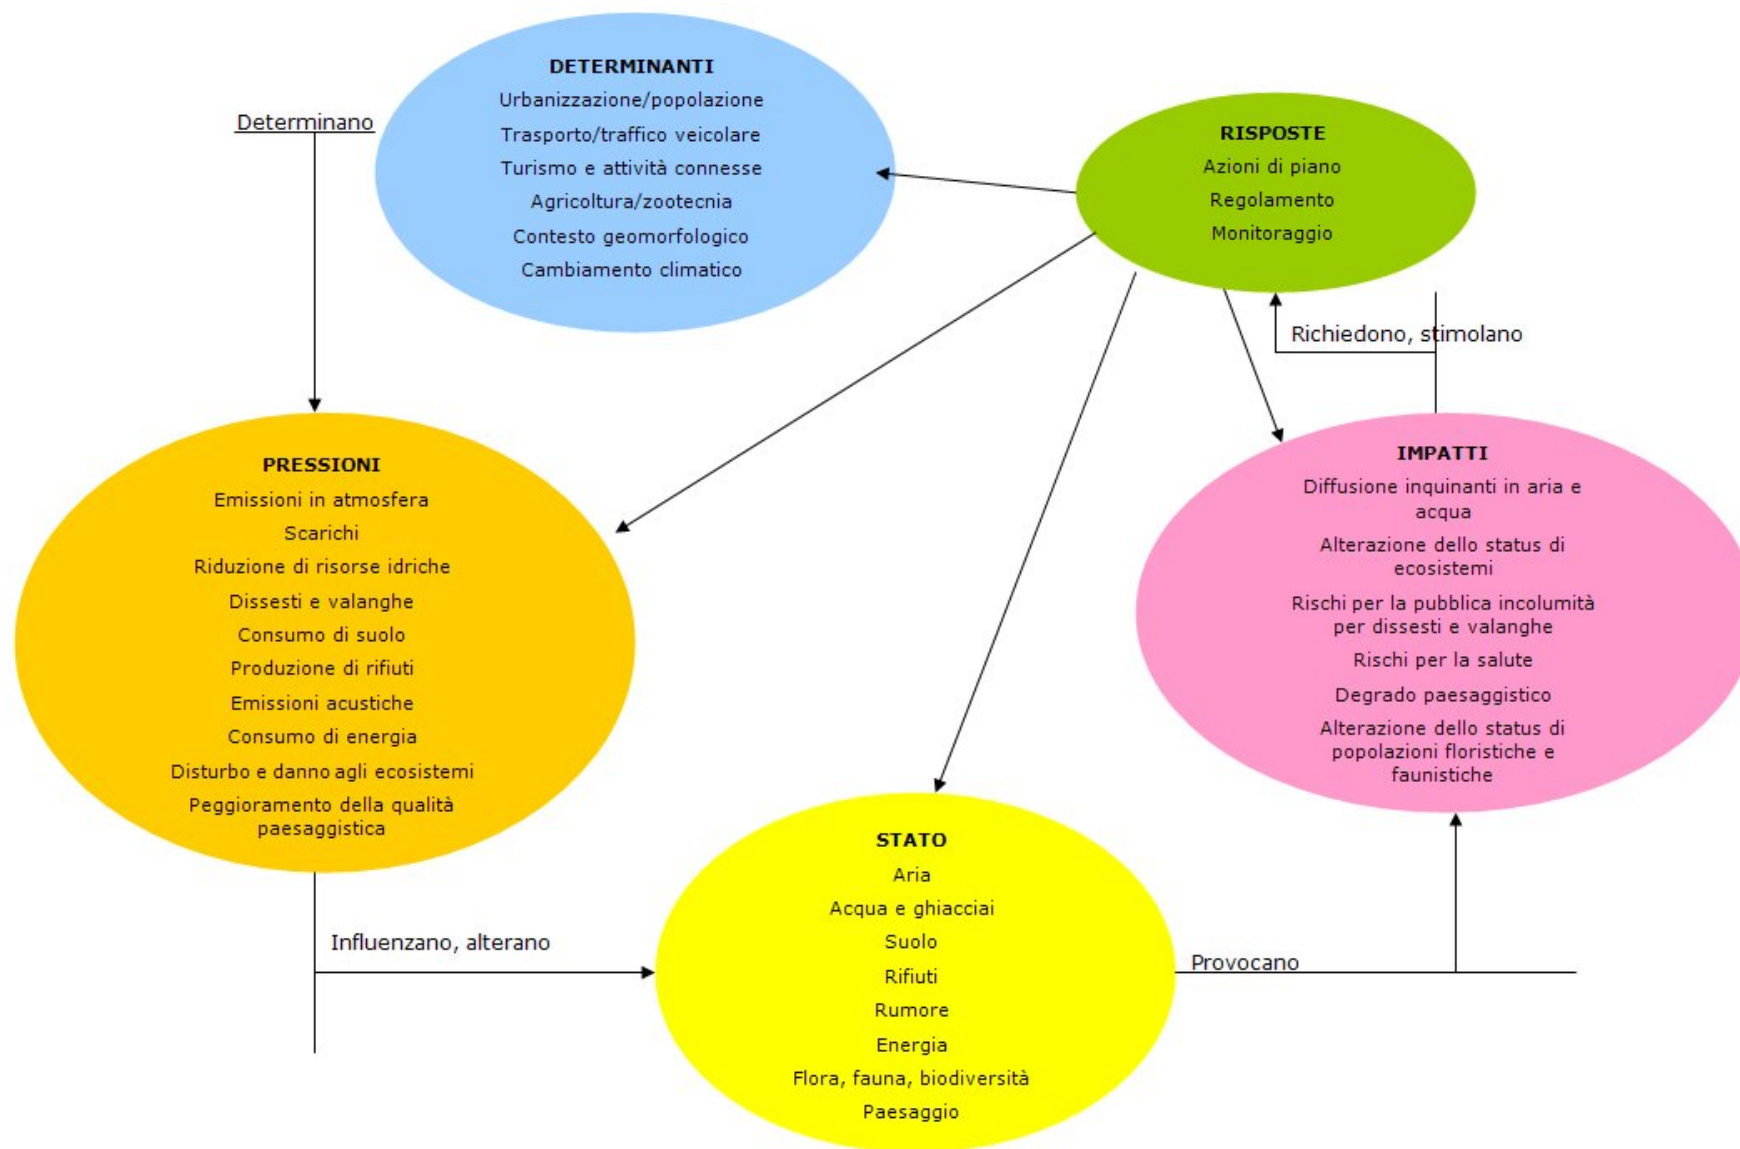 DETERMINANTI
Urbanizzazione/popolazione
Trasporto/traffico veicolare
Turismo e attività connesse
Agricoltura/zootecnia
Contesto geomorfologico
Cambiamento climatico
Determinano
RISPOSTE
Azioni di piano
Regolamento
Monitoraggio
Richiedono, stimolano
PRESSIONI
Emissioni in atmosfera
Scarichi
Riduzione di risorse idriche
Dissesti e valanghe
Consumo di suolo
Produzione di rifiuti
Emissioni acustiche
Consumo di energia
Disturbo e danno agli ecosistemi
Peggioramento della qualità
paesaggistica
IMPATTI
Diffusione inquinanti in aria e
acqua
Alterazione dello status di
ecosistemi
Rischi per la pubblica incolumità
per dissesti e valanghe
Rischi per la salute
Degrado paesaggistico
Alterazione dello status di
popolazioni floristiche e
faunistiche
Influenzano, alterano
STATO
Aria
Acqua e ghiacciai
Suolo
Rifiuti
Rumore
Energia
Flora, fauna, biodiversità
Paesaggio
Provocano